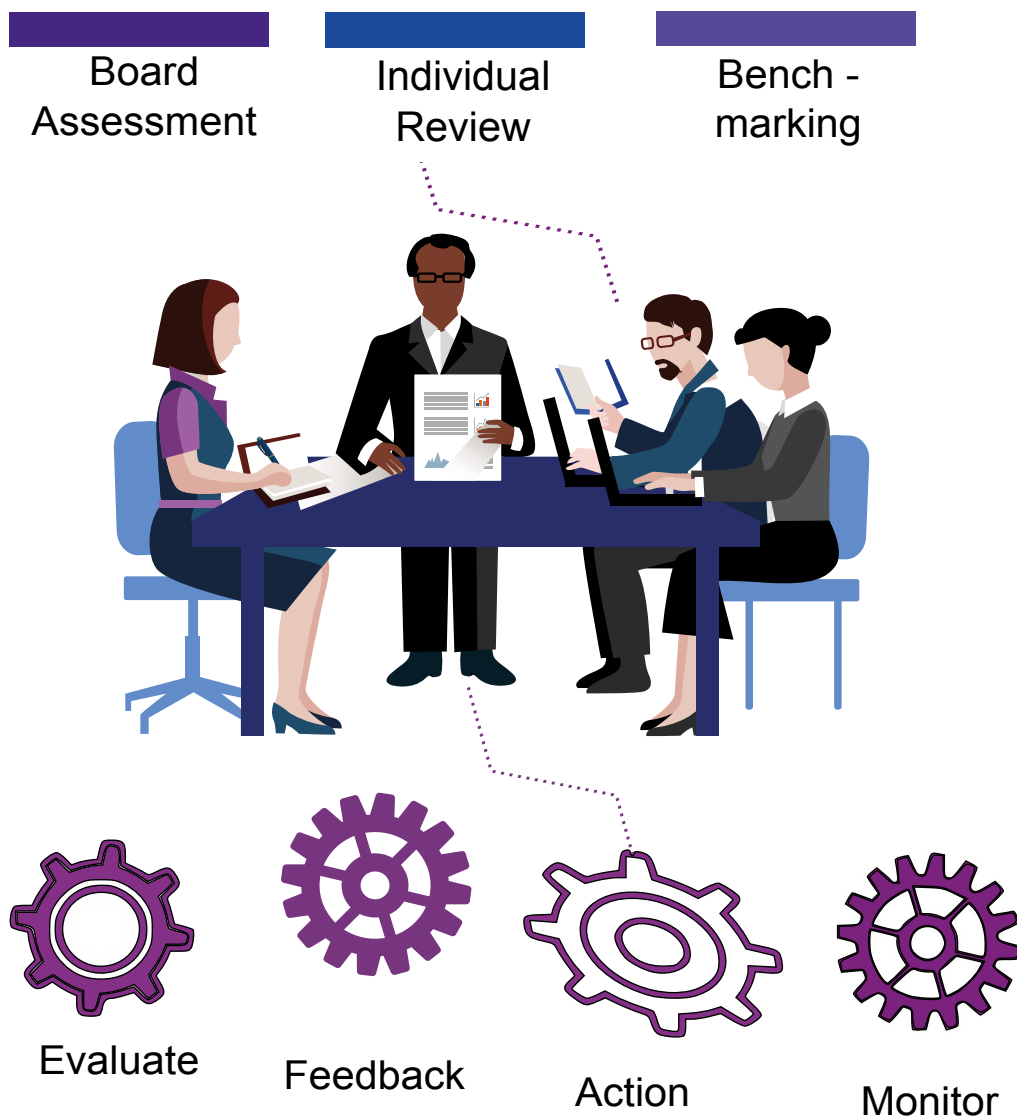 Board
Assessment
Individual
Review
Bench -
marking
Evaluate
Feedback
Action
Monitor